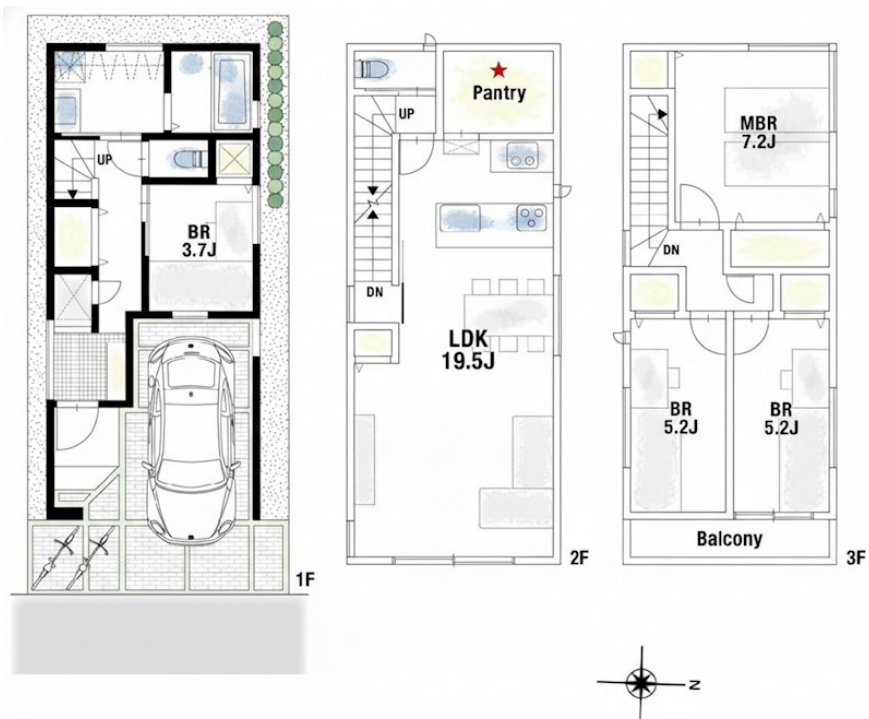 UP
BR
3.7J
1F
UP
Pantry
DN
LDK
19.5J
2F
MBR
7.2J
DN
BR
5.2J
BR
5.2J
Balcony
3F
N